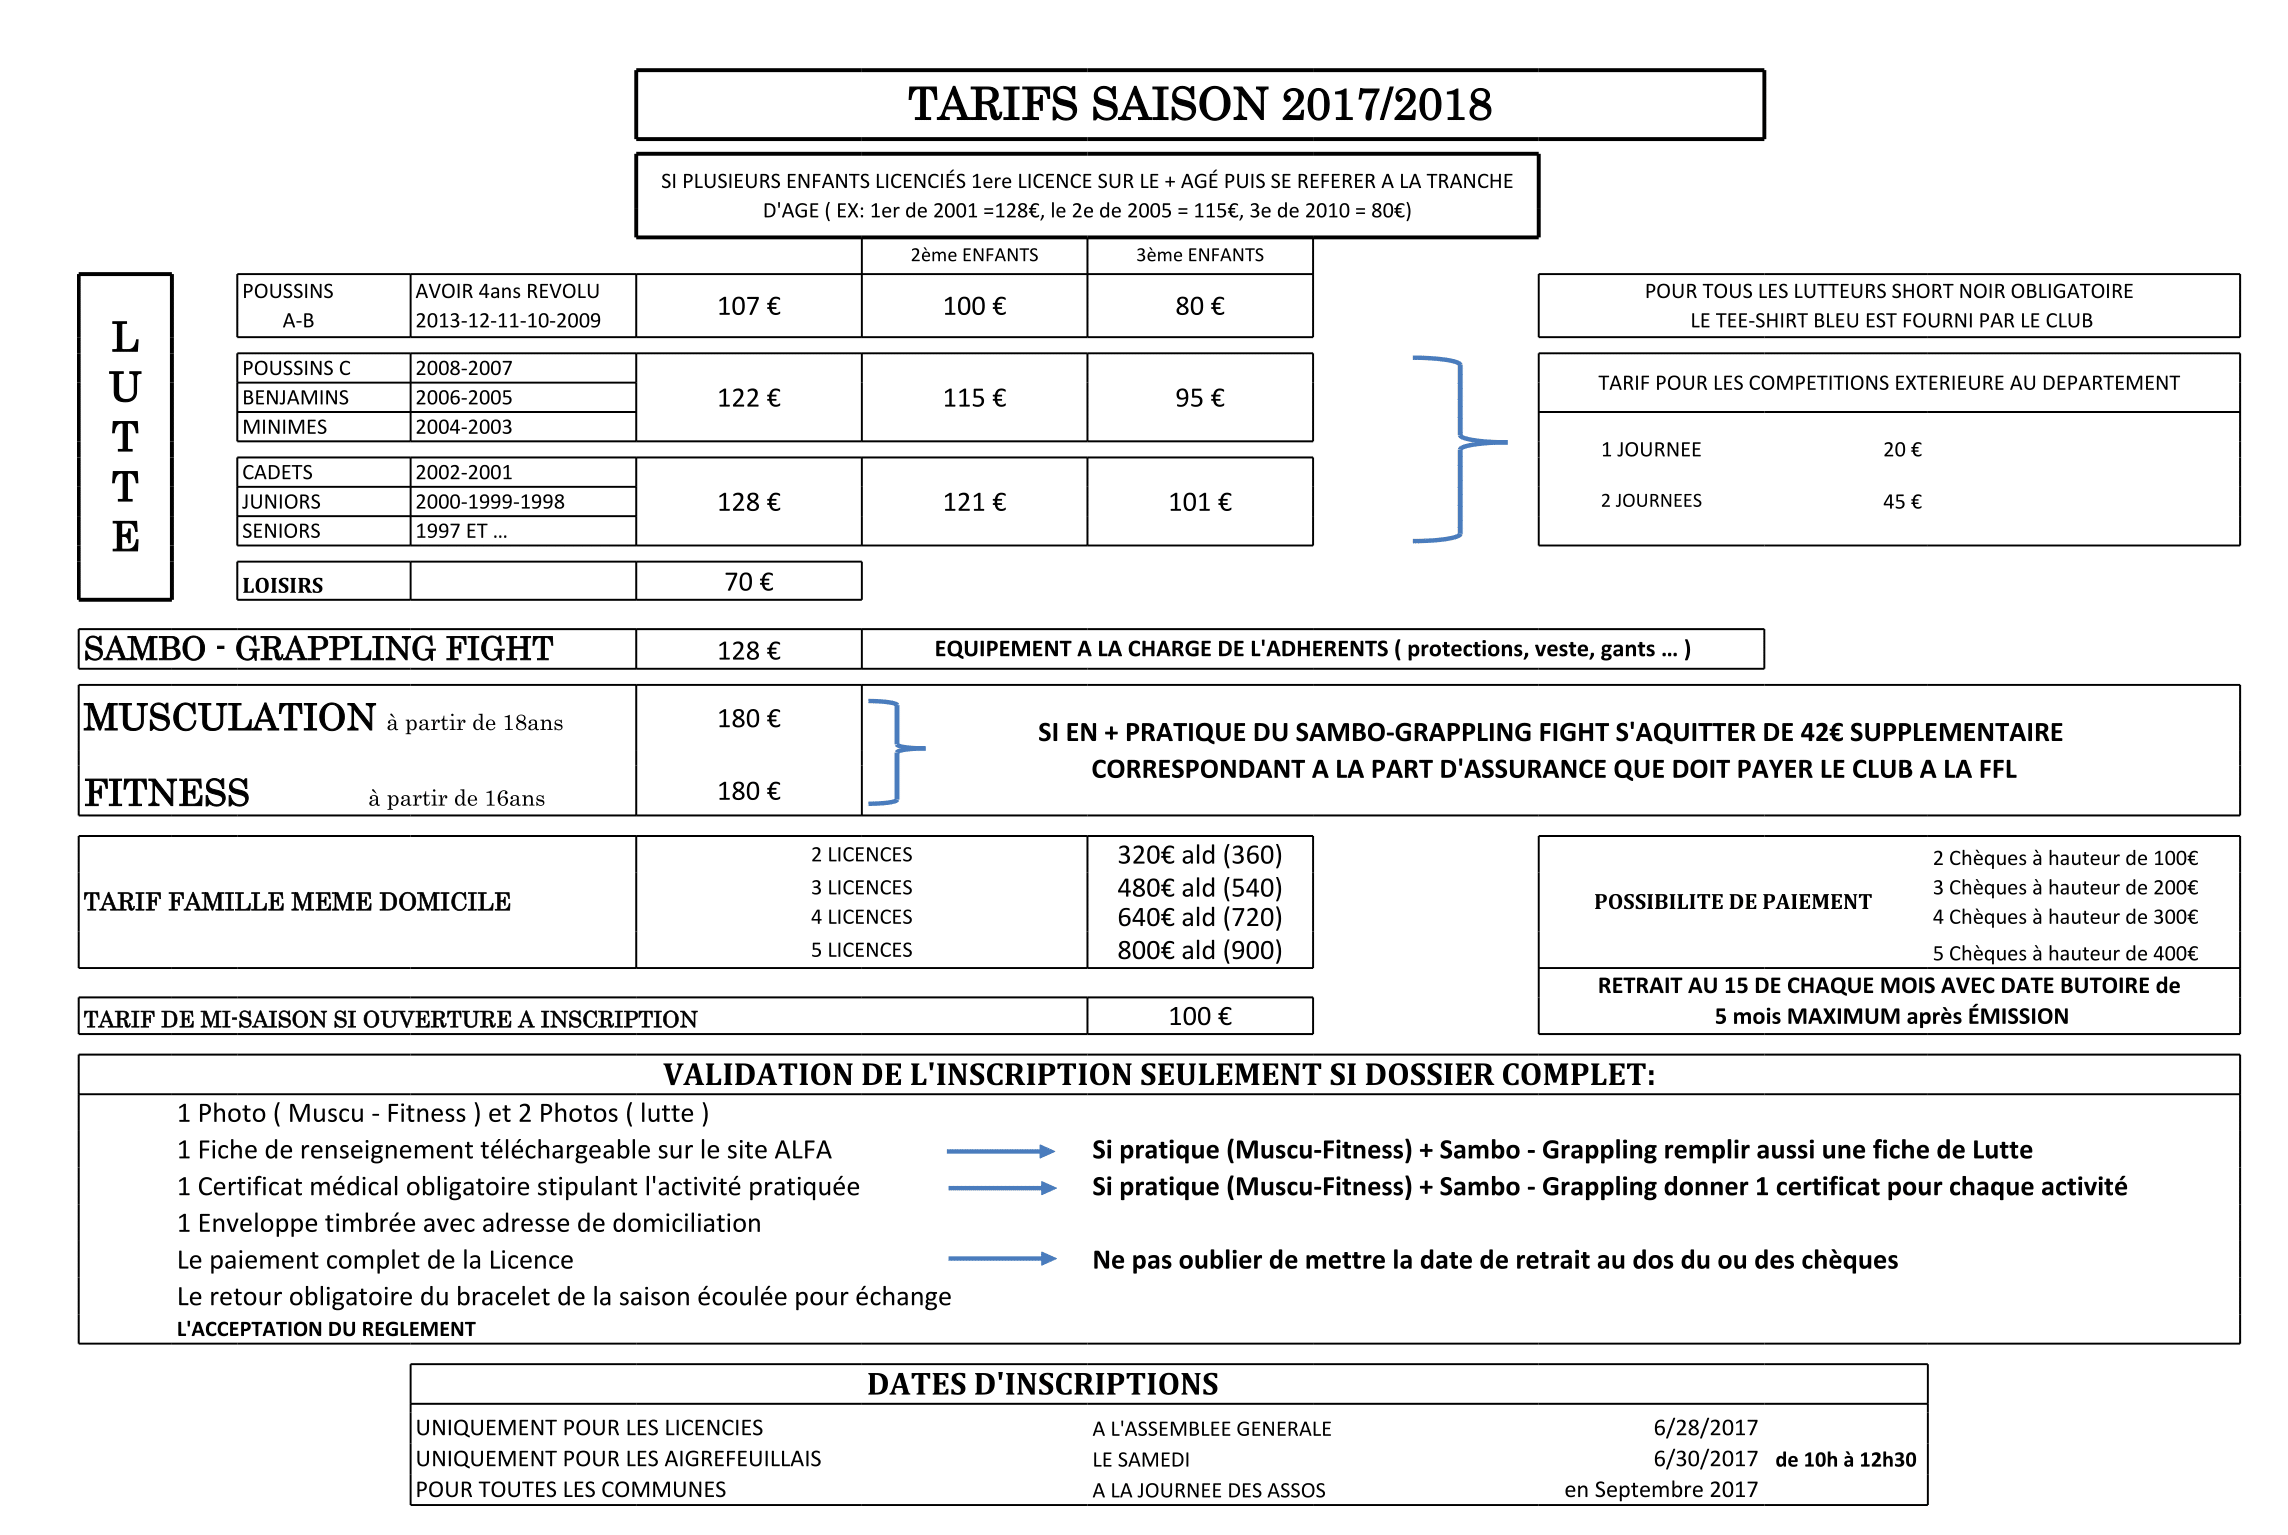 TARIFS SAISON 2017/2018
SI PLUSIEURS ENFANTS LICENCIÉS 1ere LICENCE SUR LE + AGÉ PUIS SE REFERER A LA TRANCHE
D'AGE ( EX: 1er de 2001 =128€, le 2e de 2005 = 115€, 3e de 2010 = 80€)
2ème ENFANTS 3ème ENFANTS
LUTTE
POUSSINS AVOIR 4ans REVOLU
A-B 2013-12-11-10-2009
107 € 100 € 80 €
POUSSINS C 2008-2007
BENJAMINS 2006-2005
MINIMES 2004-2003
122 € 115 € 95 €
CADETS 2002-2001
JUNIORS 2000-1999-1998
SENIORS 1997 ET ...
128 € 121 € 101 €
LOISIRS 70 €
POUR TOUS LES LUTTEURS SHORT NOIR OBLIGATOIRE
LE TEE-SHIRT BLEU EST FOURNI PAR LE CLUB
TARIF POUR LES COMPETITIONS EXTERIEURE AU DEPARTEMENT
1 JOURNEE 20 €
2 JOURNEES 45 €
SAMBO - GRAPPLING FIGHT 128 € EQUIPEMENT A LA CHARGE DE L'ADHERENTS ( protections, veste, gants ... )
MUSCULATION à partir de 18ans 180 €
FITNESS à partir de 16ans 180 €
SI EN + PRATIQUE DU SAMBO-GRAPPLING FIGHT S'AQUITTER DE 42€ SUPPLEMENTAIRE
CORRESPONDANT A LA PART D'ASSURANCE QUE DOIT PAYER LE CLUB A LA FFL
TARIF FAMILLE MEME DOMICILE
2 LICENCES 320€ ald (360)
3 LICENCES 480€ ald (540)
4 LICENCES 640€ ald (720)
5 LICENCES 800€ ald (900)
POSSIBILITE DE PAIEMENT
2 Chèques à hauteur de 100€
3 Chèques à hauteur de 200€
4 Chèques à hauteur de 300€
5 Chèques à hauteur de 400€
RETRAIT AU 15 DE CHAQUE MOIS AVEC DATE BUTOIRE de
5 mois MAXIMUM après ÉMISSION
TARIF DE MI-SAISON SI OUVERTURE A INSCRIPTION 100 €
VALIDATION DE L'INSCRIPTION SEULEMENT SI DOSSIER COMPLET:
1 Photo ( Muscu - Fitness ) et 2 Photos ( lutte )
1 Fiche de renseignement téléchargeable sur le site ALFA Si pratique (Muscu-Fitness) + Sambo - Grappling remplir aussi une fiche de Lutte
1 Certificat médical obligatoire stipulant l'activité pratiquée Si pratique (Muscu-Fitness) + Sambo - Grappling donner 1 certificat pour chaque activité
1 Enveloppe timbrée avec adresse de domiciliation
Le paiement complet de la Licence Ne pas oublier de mettre la date de retrait au dos du ou des chèques
Le retour obligatoire du bracelet de la saison écoulée pour échange
L'ACCEPTATION DU REGLEMENT
DATES D'INSCRIPTIONS
UNIQUEMENT POUR LES LICENCIES A L'ASSEMBLEE GENERALE 6/28/2017
UNIQUEMENT POUR LES AIGREFEUILLAIS LE SAMEDI 6/30/2017 de 10h à 12h30
POUR TOUTES LES COMMUNES A LA JOURNEE DES ASSOS en Septembre 2017